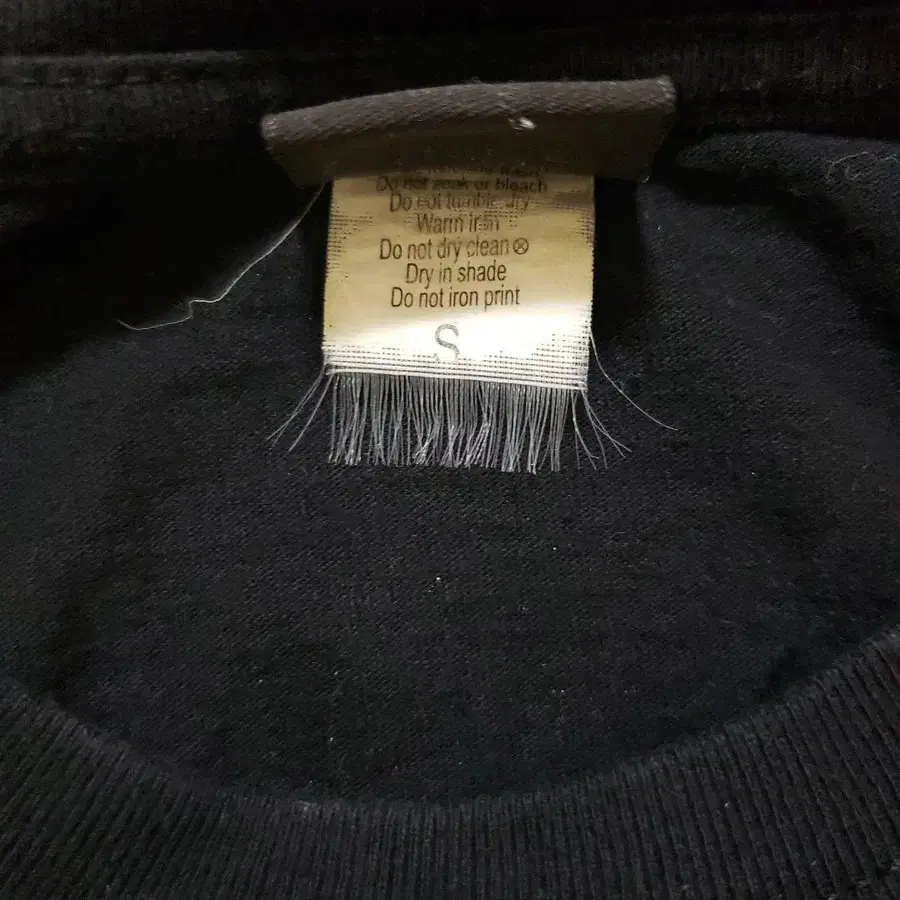 Do not soak or bleach
Do not tumble dry
Warm iron
Do not dry clean ⊗
Dry in shade
Do not iron print
S